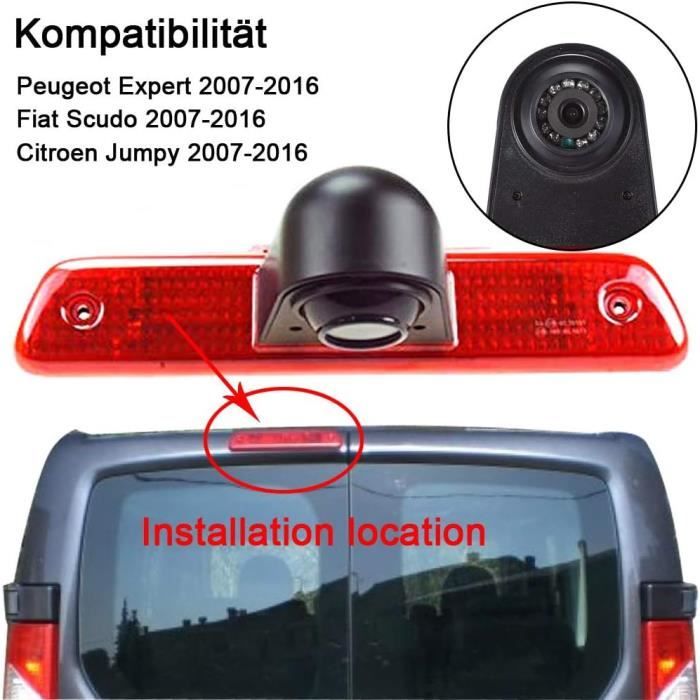 Kompatibilität
Peugeot Expert 2007-2016
Fiat Scudo 2007-2016
Citroen Jumpy 2007-2016
Installation location